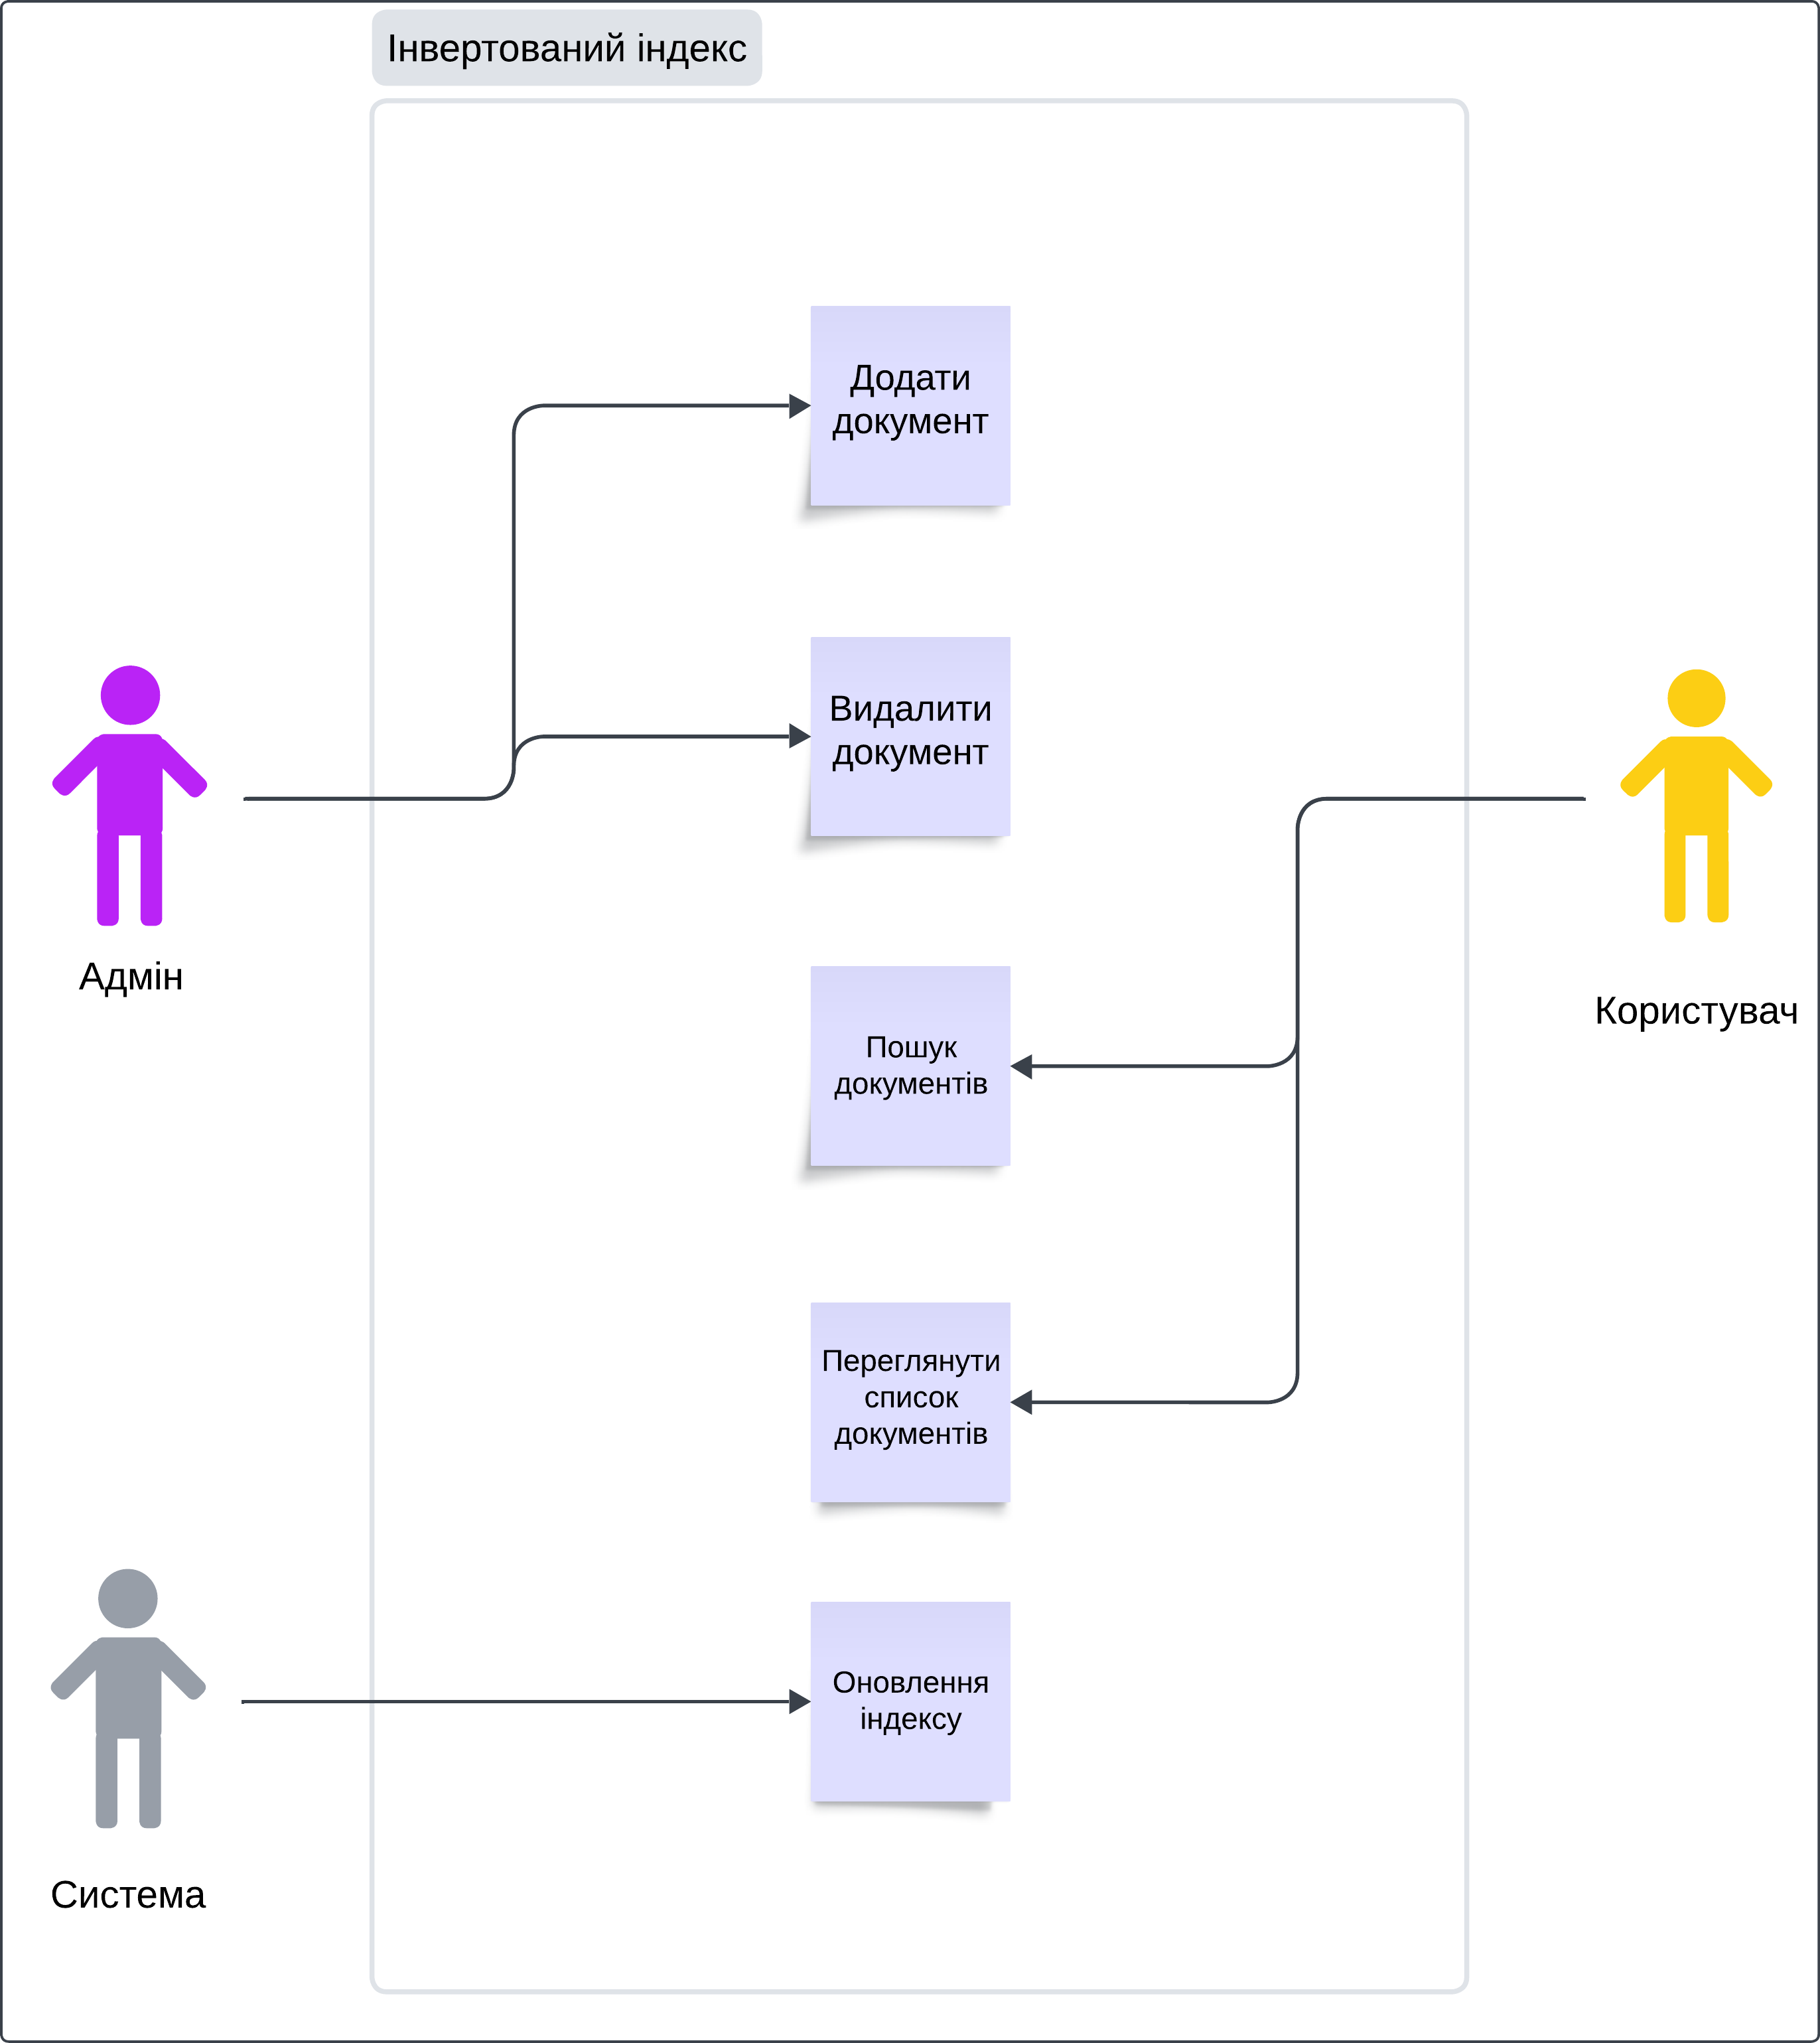 Інвертований індекс
Додати
документ
Видалити
документ
Адмін
Користувач
Пошук
документів
Переглянути
список
документів
Оновлення
індексу
Система